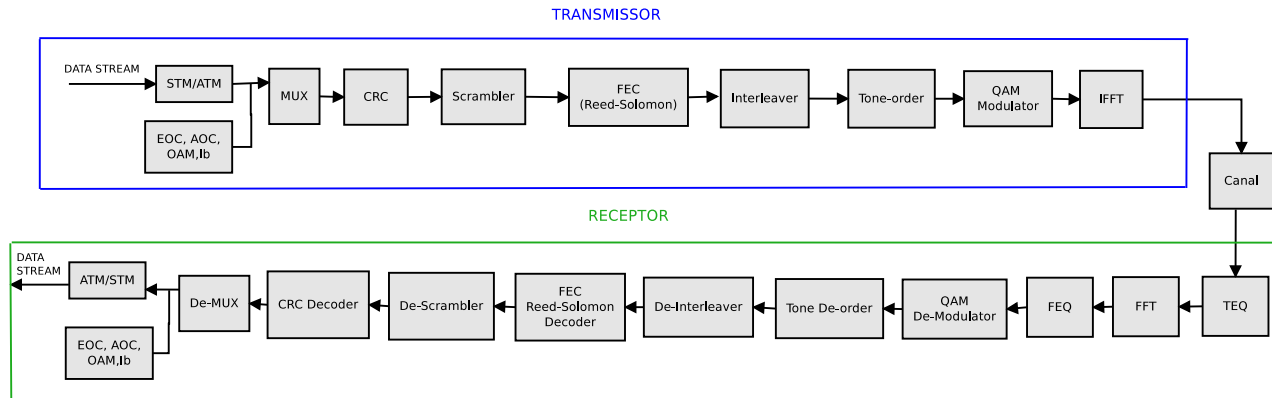 TRANSMISSOR
DATA STREAM
STM/ATM
EOC, AOC,
OAM,Ib
MUX
CRC
Scrambler
FEC
(Reed-Solomon)
Interleaver
Tone-order
QAM
Modulator
IFFT
Canal
RECEPTOR
DATA
STREAM
ATM/STM
EOC, AOC,
OAM,Ib
De-MUX
CRC Decoder
De-Scrambler
FEC
Reed-Solomon
Decoder
De-Interleaver
Tone De-order
QAM
De-Modulator
FEQ
FFT
TEQ